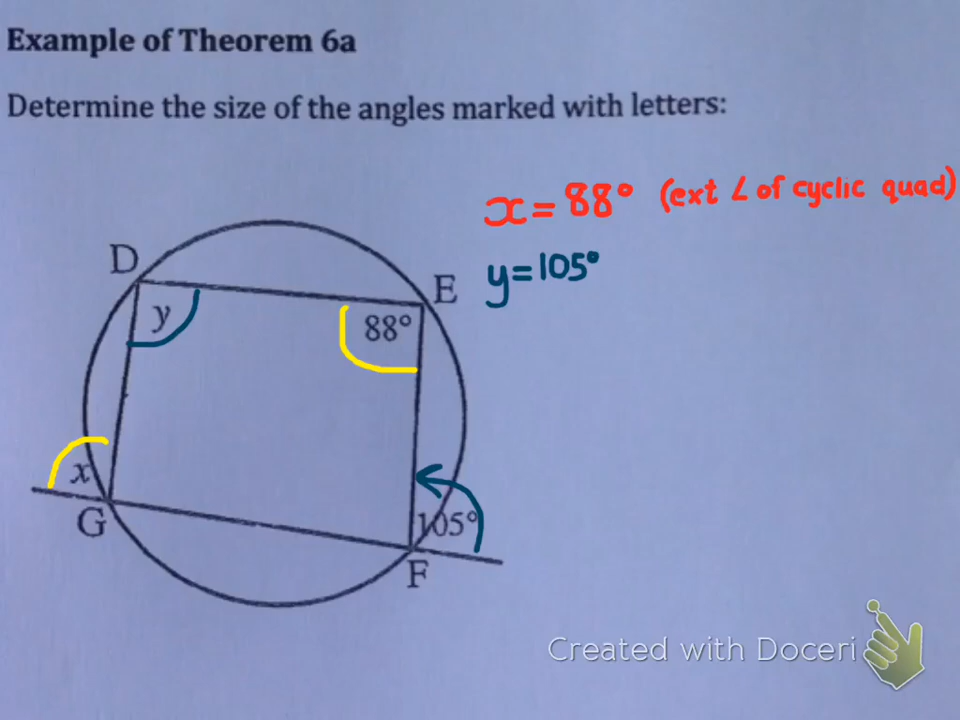 Example of Theorem 6a
Determine the size of the angles marked with letters:
x = 88° (ext ∠ of cyclic quad)
y = 105°
D
E
y
88°
x
G
105°
F
Created with Doceri